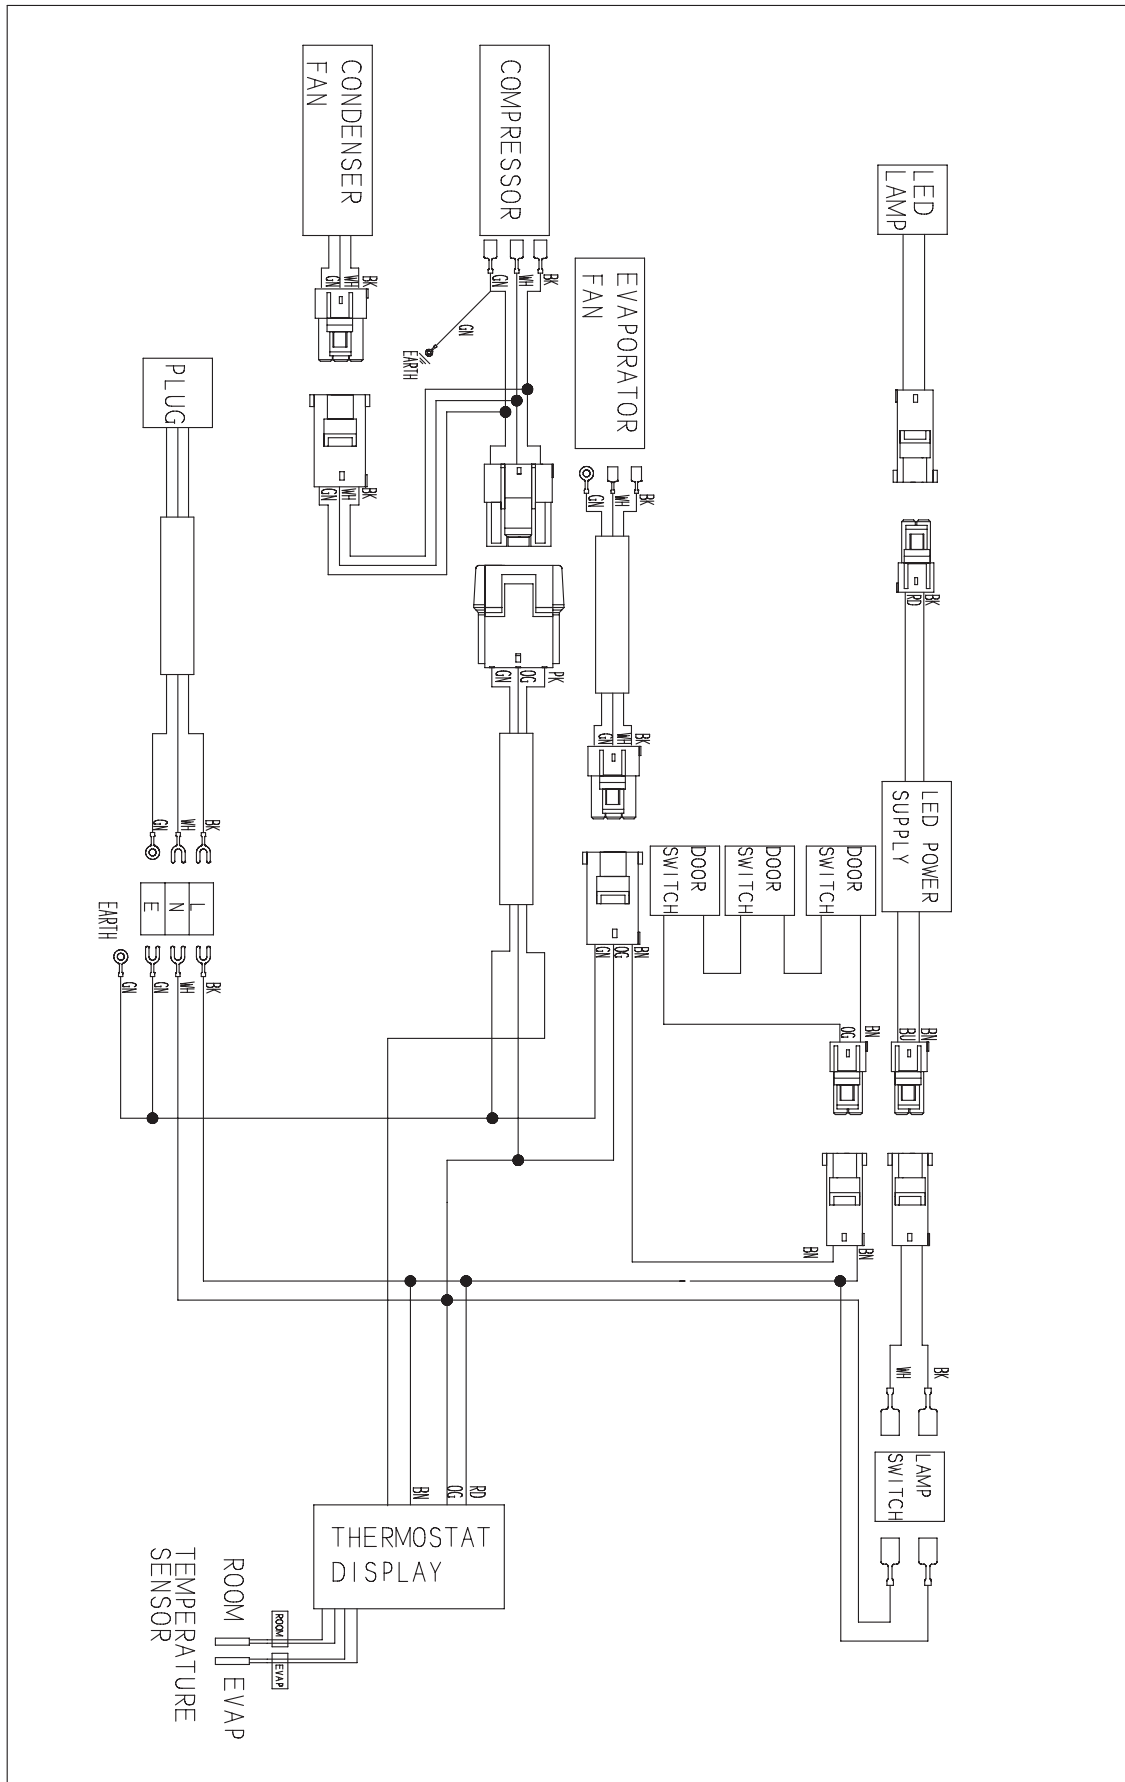 CONDENSER
FAN
COMPRESSOR
LED
LAMP
EVAPORATOR
FAN
PLUG
GN
WH
BK
GN
WH
BK
GN
EARTH
GN
WH
BK
GN
WH
BK
RD
BK
GN
OG
PK
GN
WH
BK
LED POWER
SUPPLY
DOOR
SWITCH
DOOR
SWITCH
DOOR
SWITCH
GN
WH
BK
L
N
E
EARTH
GN
GN
WH
BK
GN
OG
BN
OG
BN
BU
BN
BN
BN
WH
BK
LAMP
SWITCH
BN
OG
RD
THERMOSTAT
DISPLAY
ROOM
EVAP
ROOM
EVAP
TEMPERATURE
SENSOR